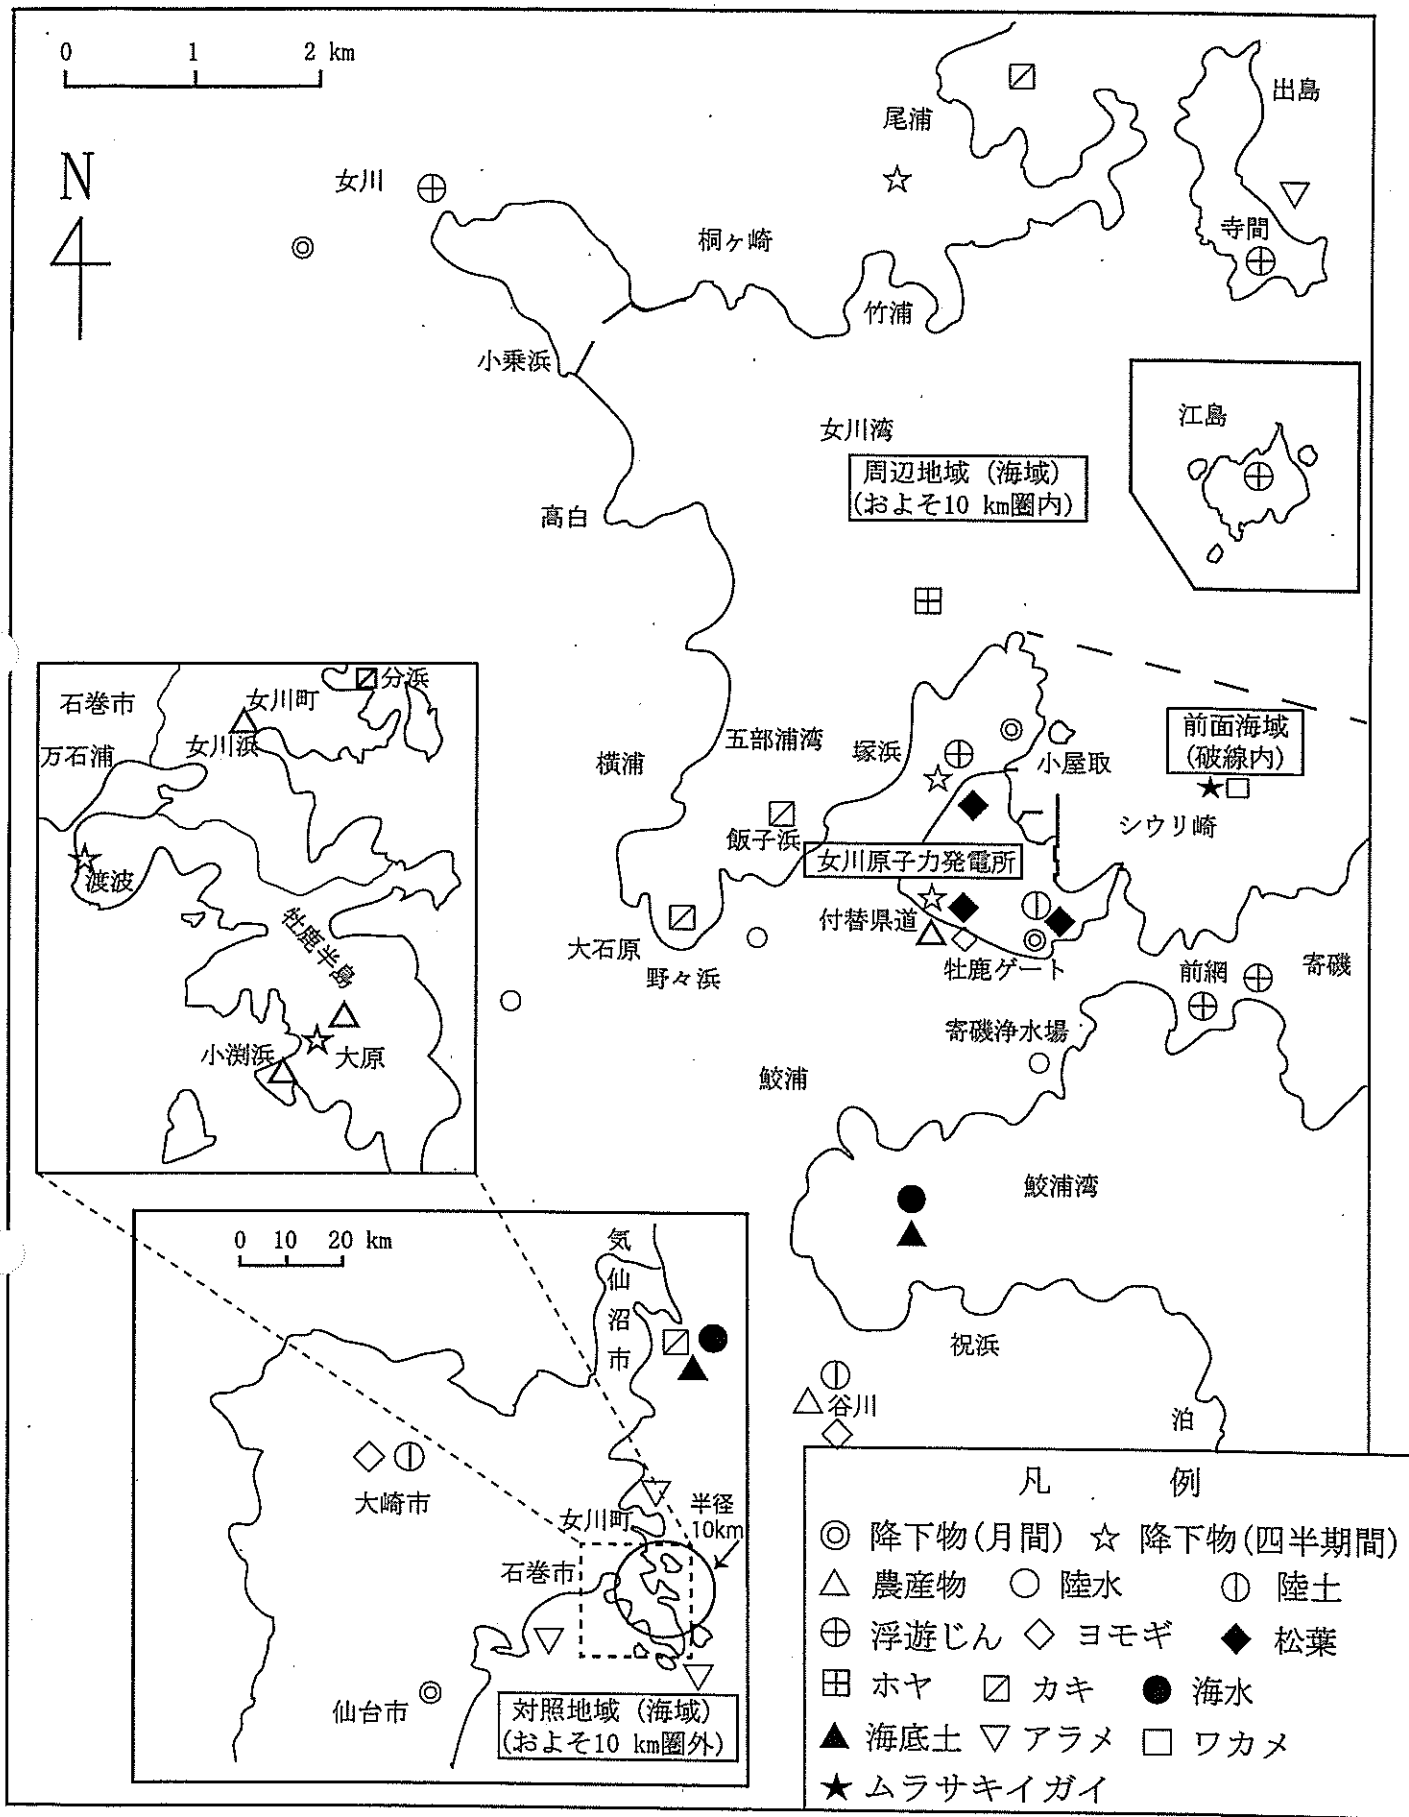 0 1 2 km
N
女川
尾浦
出島
桐ヶ崎
寺間
竹浦
小乗浜
江島
女川湾
周辺地域（海域）
(およそ10 km圏内)
高白
石巻市
女川町
分浜
万石浦
女川浜
渡波
牡鹿半島
小渕浜
大原
横浦
五部浦湾
塚浜
小屋取
前面海域
(破線内)
シウリ崎
飯子浜
女川原子力発電所
付替県道
大石原
野々浜
牡鹿ゲート
前網
寄磯
寄磯浄水場
鮫浦
鮫浦湾
祝浜
谷川
泊
0 10 20 km
気仙沼市
大崎市
女川町
半径
10km
石巻市
仙台市
対照地域（海域）
(およそ10 km圏外)
凡例
◎ 降下物(月間) ☆ 降下物(四半期間)
△ 農産物 ○ 陸水 陸土
⊕ 浮遊じん ◇ ヨモギ ◆ 松葉
⊞ ホヤ カキ ● 海水
▲ 海底土 ▽ アラメ □ ワカメ
★ ムラサキイガイ